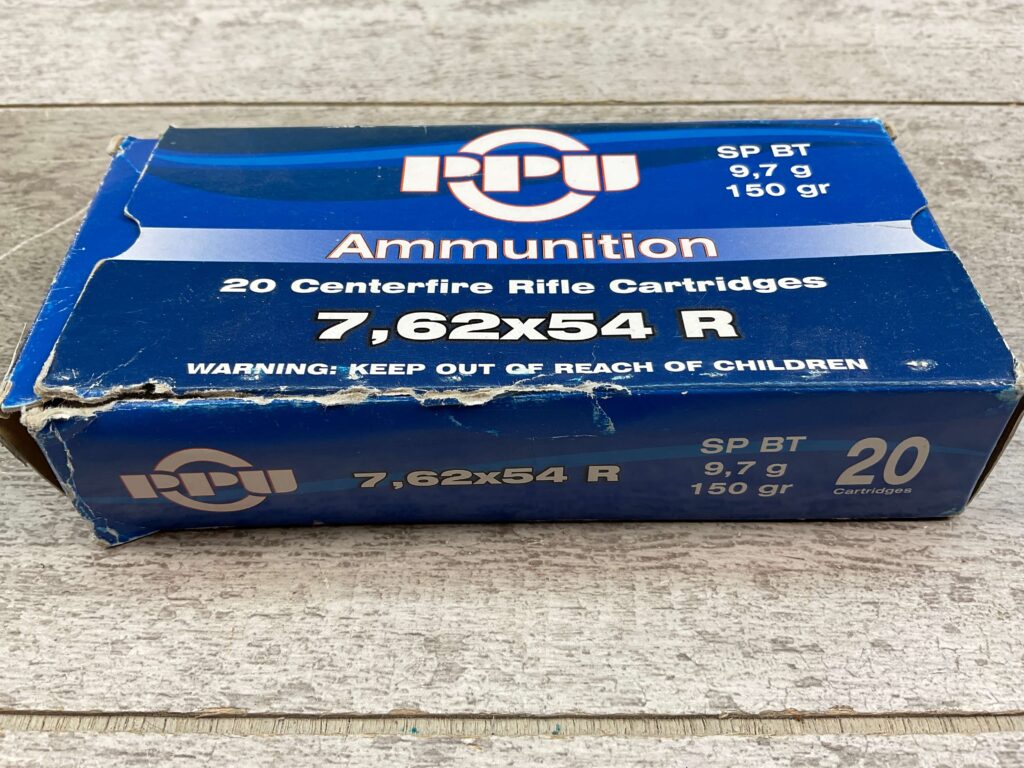 PPU
SP BT
9,7 g
150 gr
Ammunition
20 Centerfire Rifle Cartridges
7,62x54 R
WARNING: KEEP OUT OF REACH OF CHILDREN
PPU
7,62x54 R
SP BT
9,7 g
150 gr
20
Cartridges